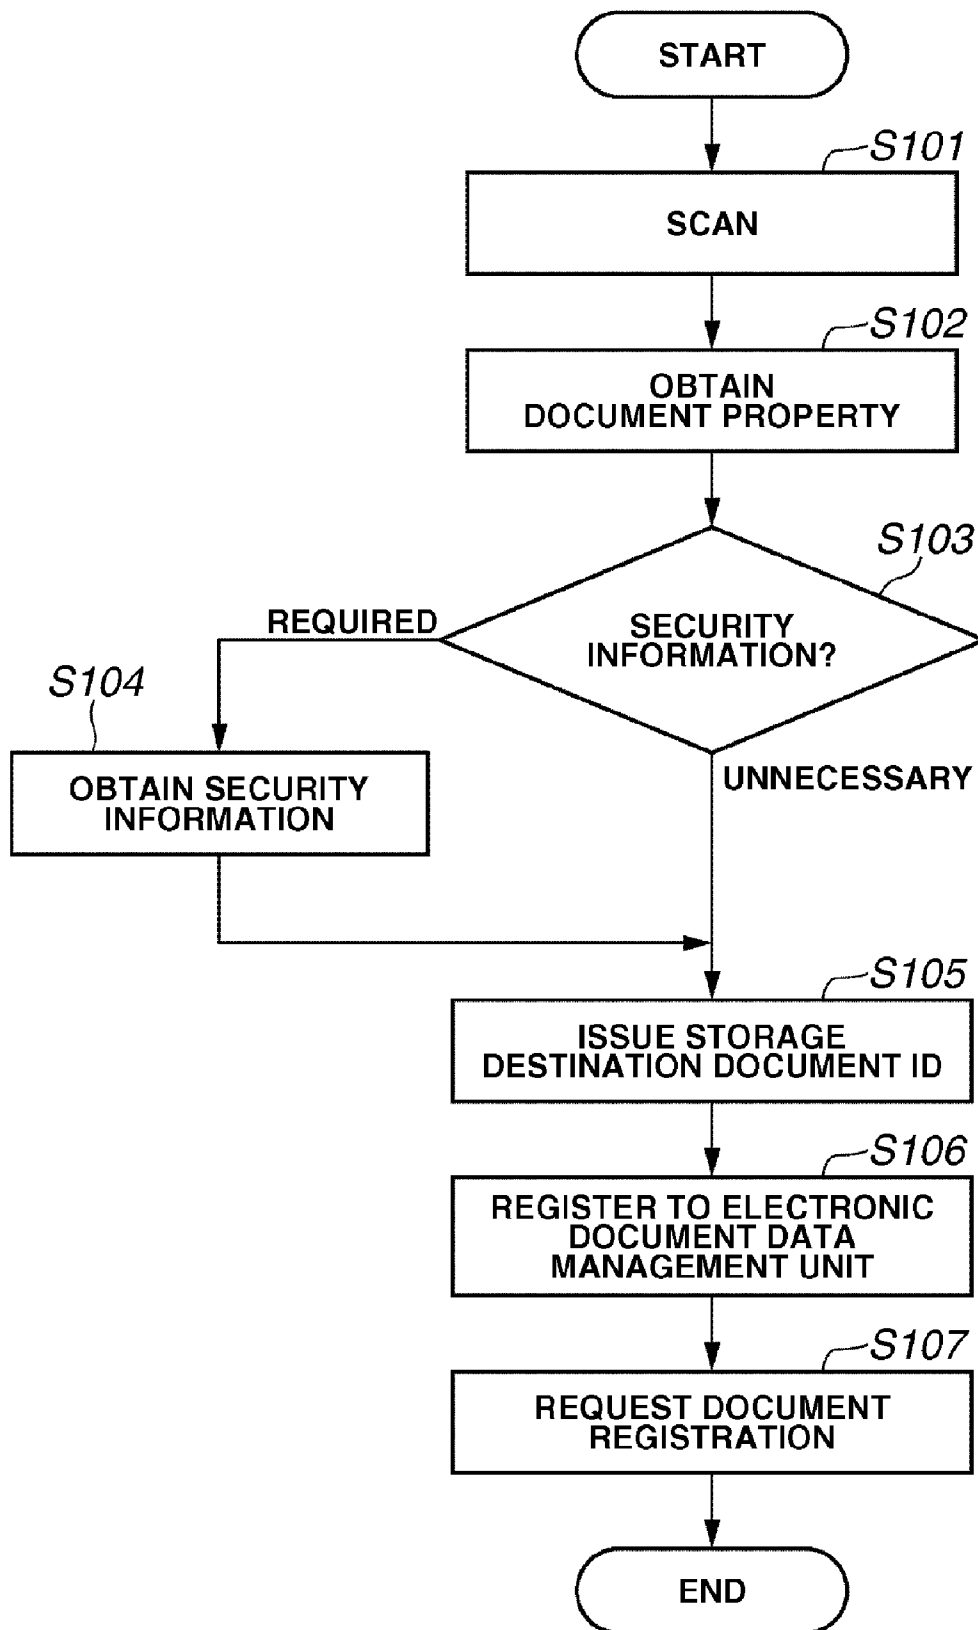 START
S101
SCAN
S102
OBTAIN
DOCUMENT PROPERTY
S103
SECURITY
INFORMATION?
REQUIRED
S104
OBTAIN SECURITY
INFORMATION
UNNECESSARY
S105
ISSUE STORAGE
DESTINATION DOCUMENT ID
S106
REGISTER TO ELECTRONIC
DOCUMENT DATA
MANAGEMENT UNIT
S107
REQUEST DOCUMENT
REGISTRATION
END